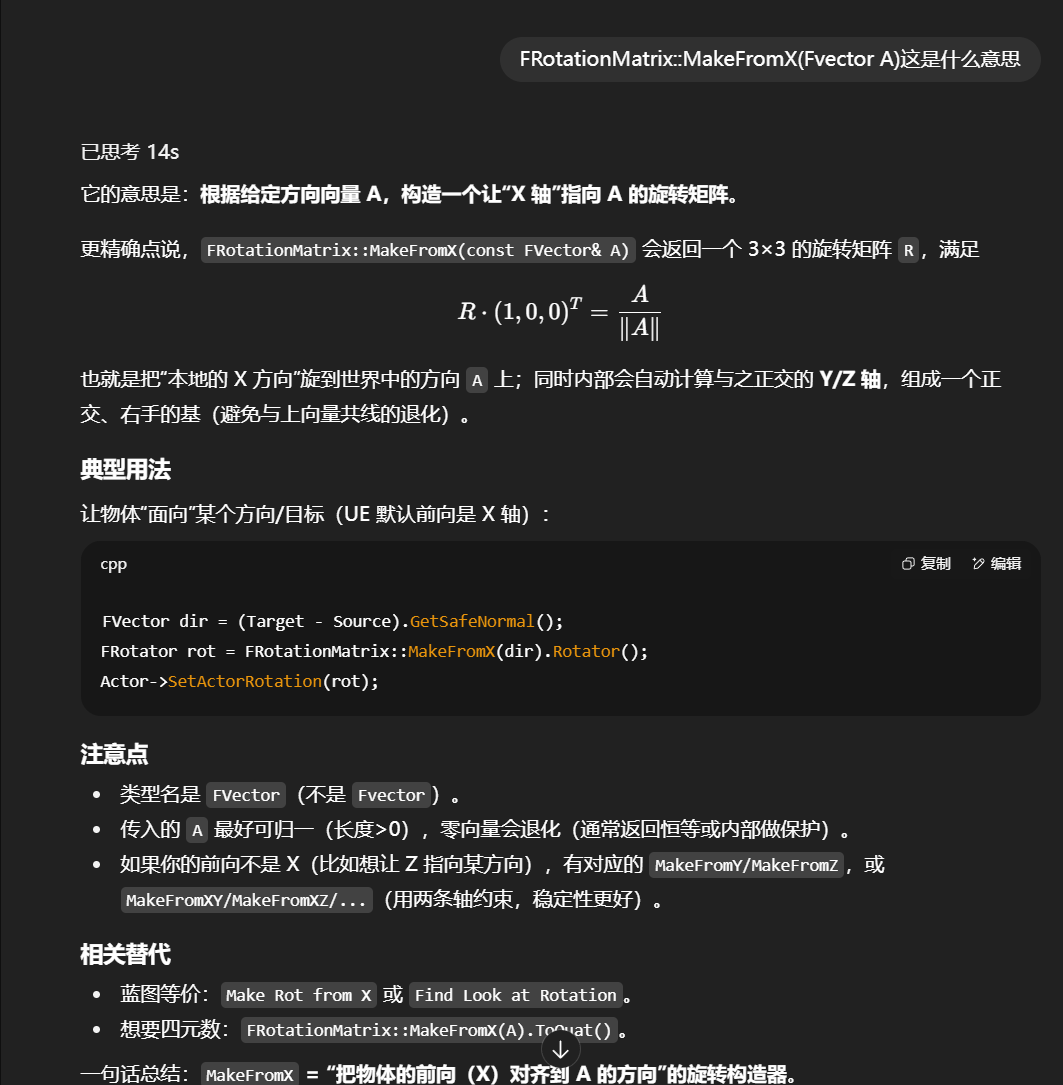 FRotationMatrix::MakeFromX(Fvector A)这是什么意思
已思考 14s
它的意思是：根据给定方向向量 A，构造一个让“X 轴”指向 A 的旋转矩阵。
更精确点说，FRotationMatrix::MakeFromX(const FVector& A) 会返回一个 3×3 的旋转矩阵 R，满足
R · (1, 0, 0)^T = A / ‖A‖
也就是把“本地的 X 方向”旋到世界中的方向 A 上；同时内部会自动计算与之正交的 Y/Z 轴，组成一个正
交、右手的基（避免与上向量共线的退化）。
典型用法
让物体“面向”某个方向/目标（UE 默认前向是 X 轴）：
cpp 复制 编辑
FVector dir = (Target - Source).GetSafeNormal();
FRotator rot = FRotationMatrix::MakeFromX(dir).Rotator();
Actor->SetActorRotation(rot);
注意点
• 类型名是 FVector（不是 Fvector）。
• 传入的 A 最好可归一（长度>0），零向量会退化（通常返回恒等或内部做保护）。
• 如果你的前向不是 X（比如想让 Z 指向某方向），有对应的 MakeFromY/MakeFromZ，或
MakeFromXY/MakeFromXZ/...（用两条轴约束，稳定性更好）。
相关替代
• 蓝图等价：Make Rot from X 或 Find Look at Rotation。
• 想要四元数：FRotationMatrix::MakeFromX(A).ToQuat()。
一句话总结：MakeFromX = “把物体的前向（X）对齐到 A 的方向”的旋转构造器。